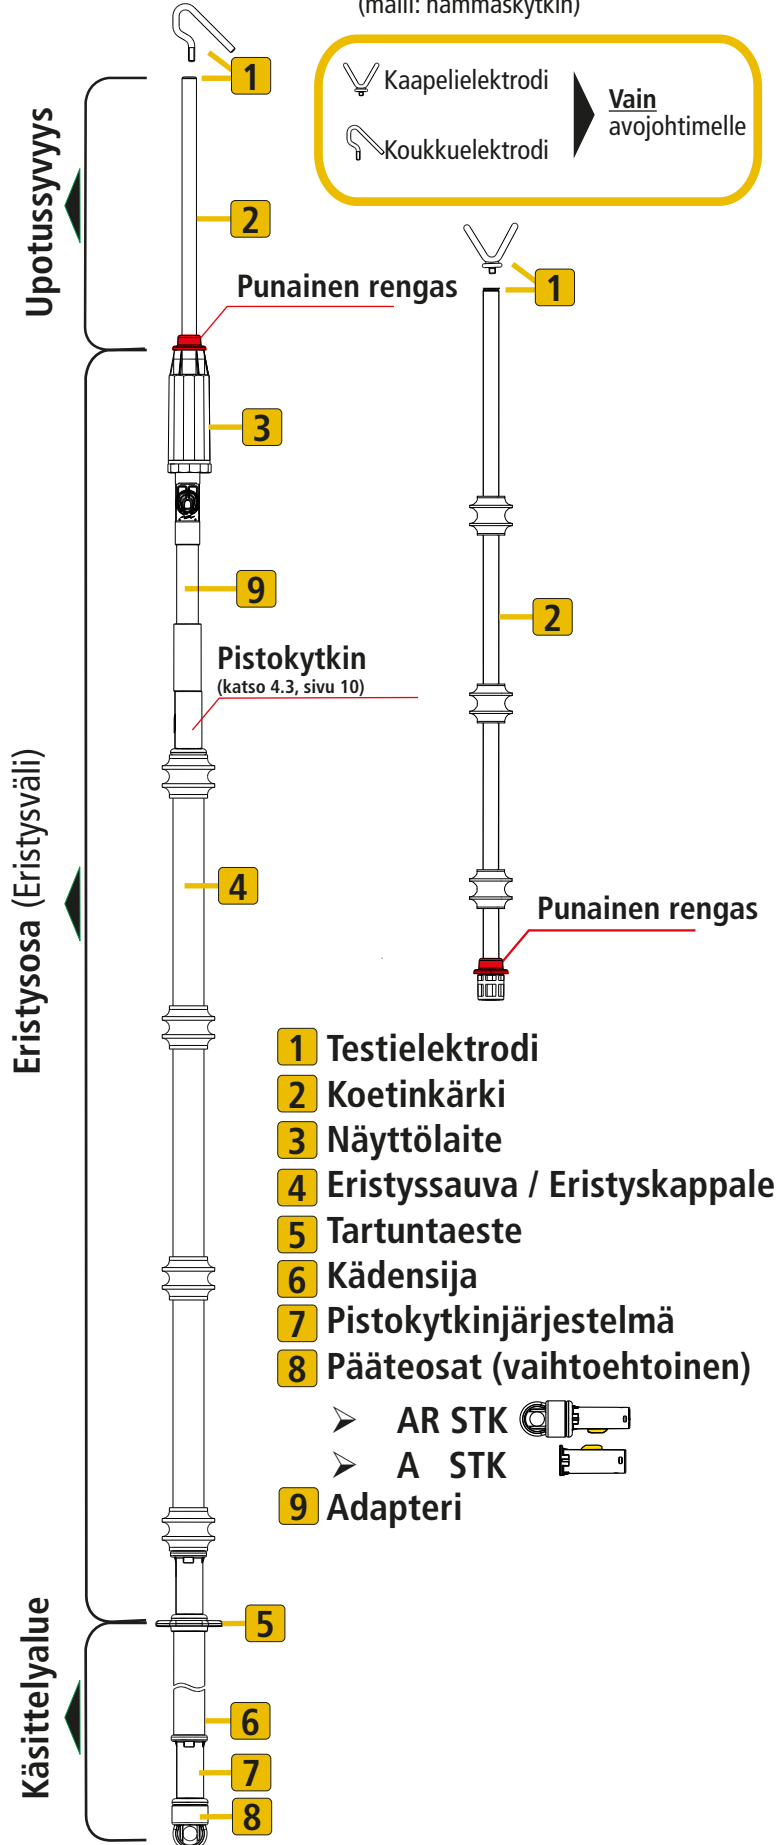 (malli: hammaskytkin)
1
Kaapelielektrodi
Koukkuelektrodi
Vain
avojohtimelle
Upotussyvyys
2
Punainen rengas
1
3
9
2
Pistokytkin
(katso 4.3, sivu 10)
Eristysosa (Eristysväli)
4
Punainen rengas
1 Testielektrodi
2 Koetinkärki
3 Näyttölaite
4 Eristyssauva / Eristyskappale
5 Tartuntaeste
6 Kädensija
7 Pistokytkinjärjestelmä
8 Pääteosat (vaihtoehtoinen)
➢ AR STK
➢ A STK
9 Adapteri
Käsittelyalue
5
6
7
8